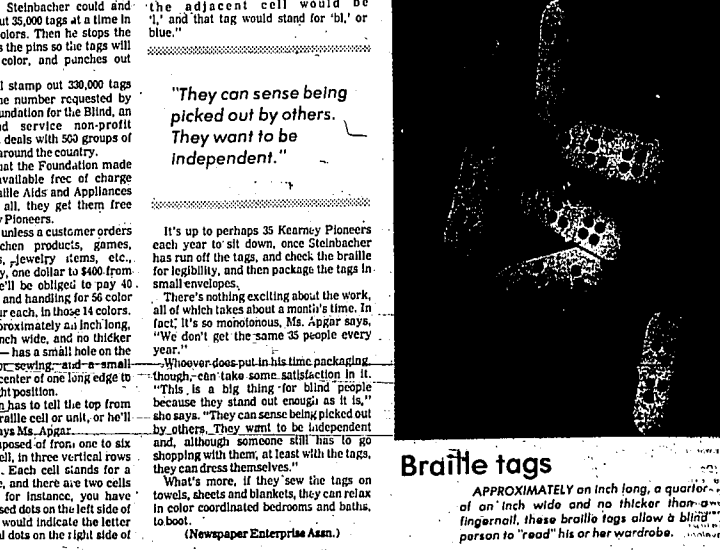 Steinbacher could and
ut 35,000 tags at a time in
olors. Then he stops the
s the pins so the tags will
color, and punches out
l stamp out 330,000 tags
he number requested by
undation for the Blind, an
nd service non-profit
deals with 500 groups of
around the country.
hat the Foundation made
vailable free of charge
aille Aids and Appliances
all, they get them free
Pioneers.
unless a customer orders
chen products, games,
s, jewelry items, etc.,
y, one dollar to $400 from
e'll be obliged to pay 40
and handling for 56 color
ur each, in those 14 colors.
proximately an inch long,
nch wide, and no thicker
— has a small hole on the
or sewing, and a small
center of one long edge to
ht position.
n has to tell the top from
raille cell or unit, or he'll
ays Ms. Apgar.
posed of from one to six
ell, in three vertical rows
. Each cell stands for a
e, and there are two cells
for instance, you have
sed dots on the left side of
would indicate the letter
al dots on the right side of
the adjacent cell would be
'l,' and that tag would stand for 'bl,' or
blue."
"They can sense being
picked out by others.
They want to be
independent."
It's up to perhaps 35 Kearney Pioneers
each year to sit down, once Steinbacher
has run off the tags, and check the braille
for legibility, and then package the tags in
small envelopes.
There's nothing exciting about the work,
all of which takes about a month's time. In
fact, it's so monotonous, Ms. Apgar says,
"We don't get the same 35 people every
year."
Whoever does put in his time packaging
though, can take some satisfaction in it.
"This is a big thing for blind people
because they stand out enough as it is,"
she says. "They can sense being picked out
by others. They want to be independent
and, although someone still has to go
shopping with them, at least with the tags,
they can dress themselves."
What's more, if they sew the tags on
towels, sheets and blankets, they can relax
in color coordinated bedrooms and baths,
to boot.
(Newspaper Enterprise Assn.)
Braille tags
APPROXIMATELY an inch long, a quarter
of an inch wide and no thicker than a
fingernail, these braille tags allow a blind
person to "read" his or her wardrobe.